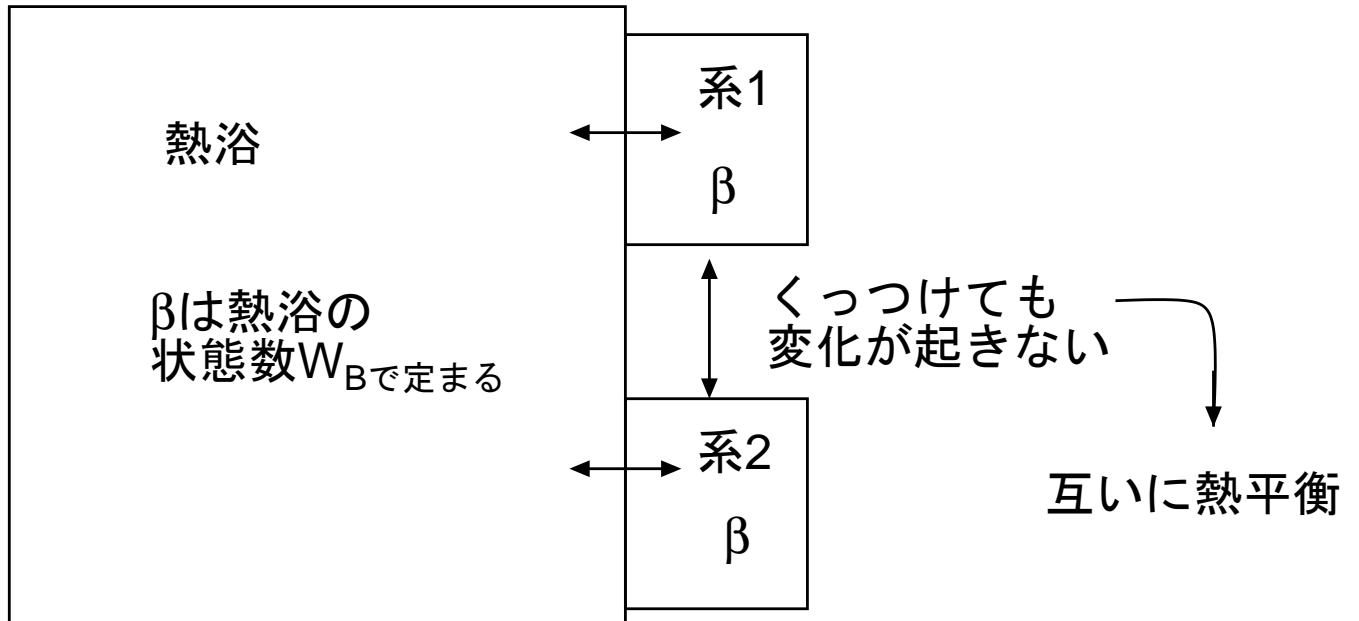 熱浴
βは熱浴の
状態数W_Bで定まる
系1
β
くっつけても
変化が起きない
系2
β
互いに熱平衡